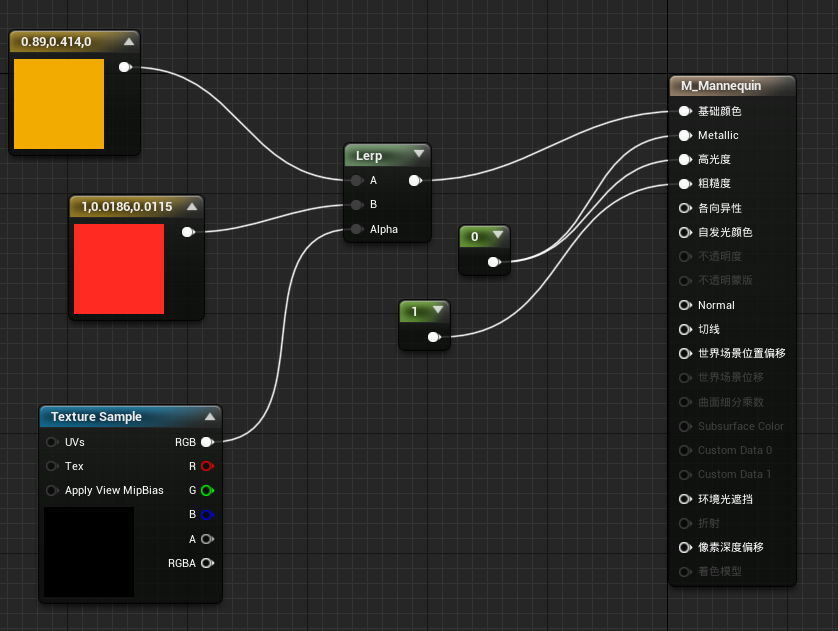 0.89,0.414,0
1,0.0186,0.0115
Texture Sample
UVs
RGB
Tex
R
Apply View MipBias
G
B
A
RGBA
Lerp
A
B
Alpha
0
1
M_Mannequin
基础颜色
Metallic
高光度
粗糙度
各向异性
自发光颜色
不透明度
不透明蒙版
Normal
切线
世界场景位置偏移
世界场景位移
曲面细分乘数
Subsurface Color
Custom Data 0
Custom Data 1
环境光遮挡
折射
像素深度偏移
着色模型